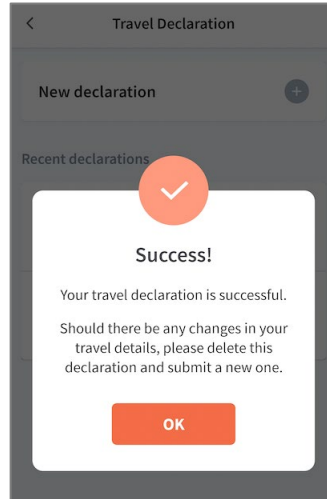 Travel Declaration
New declaration
Recent declarations
Success!
Your travel declaration is successful.
Should there be any changes in your
travel details, please delete this
declaration and submit a new one.
OK